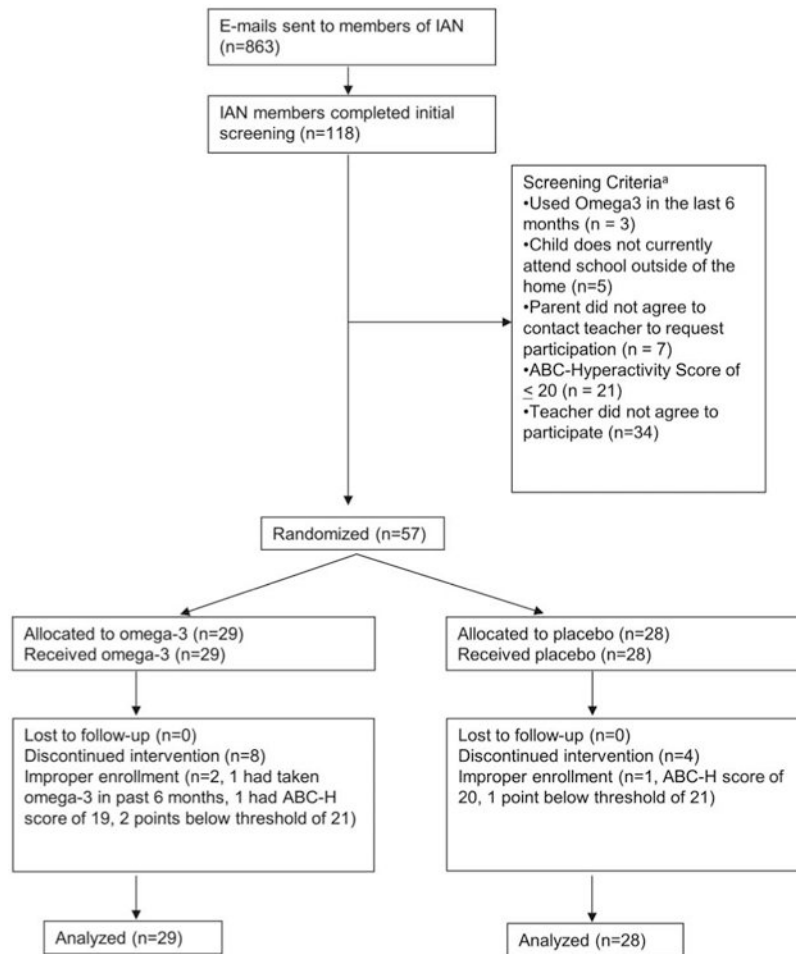 E-mails sent to members of IAN
(n=863)
IAN members completed initial
screening (n=118)
Screening Criteriaᵃ
•Used Omega3 in the last 6
months (n = 3)
•Child does not currently
attend school outside of the
home (n=5)
•Parent did not agree to
contact teacher to request
participation (n = 7)
•ABC-Hyperactivity Score of
≤ 20 (n = 21)
•Teacher did not agree to
participate (n=34)
Randomized (n=57)
Allocated to omega-3 (n=29)
Received omega-3 (n=29)
Allocated to placebo (n=28)
Received placebo (n=28)
Lost to follow-up (n=0)
Discontinued intervention (n=8)
Improper enrollment (n=2, 1 had taken
omega-3 in past 6 months, 1 had ABC-H
score of 19, 2 points below threshold of 21)
Lost to follow-up (n=0)
Discontinued intervention (n=4)
Improper enrollment (n=1, ABC-H score of
20, 1 point below threshold of 21)
Analyzed (n=29)
Analyzed (n=28)